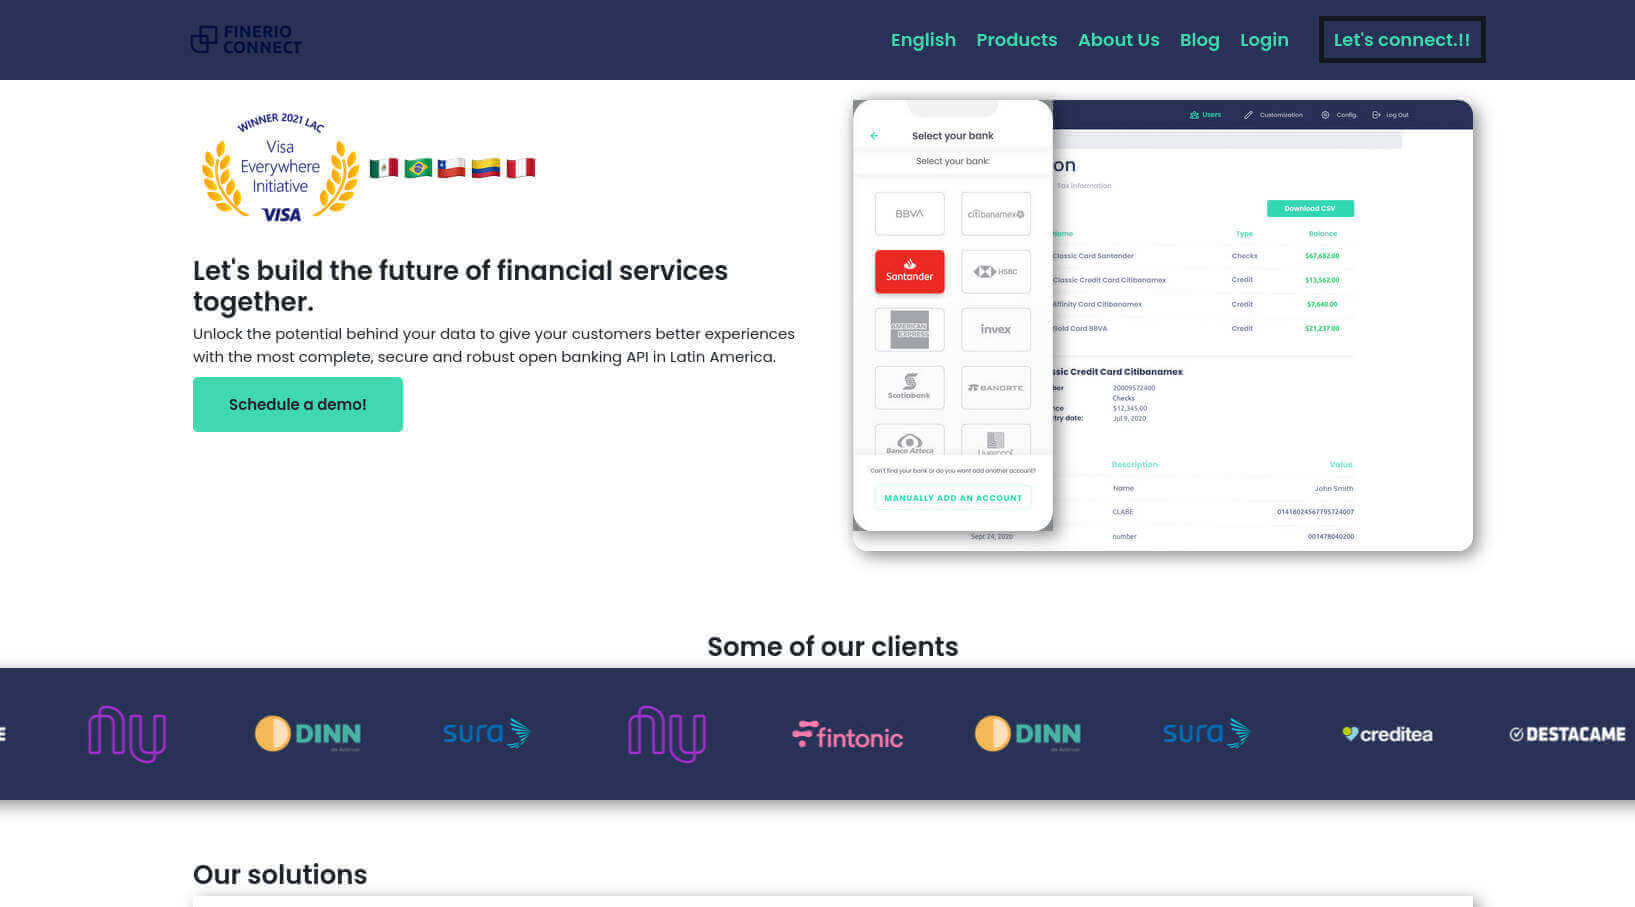 FINERIO
CONNECT
English Products About Us Blog Login Let's connect.!!
WINNER 2021 LAC
Visa
Everywhere
Initiative
VISA
Let's build the future of financial services
together.
Unlock the potential behind your data to give your customers better experiences
with the most complete, secure and robust open banking API in Latin America.
Schedule a demo!
Select your bank
Select your bank:
BBVA citibanamex
Santander HSBC
AMERICAN
EXPRESS
invex
Scotiabank BANORTE
Banco Azteca Liverpool
Can't find your bank or do you want add another account?
MANUALLY ADD AN ACCOUNT
Users Customization Config. Log Out
on
Tax information
Download CSV
Name Type Balance
Classic Card Santander Checks $67,682.00
Classic Credit Card Citibanamex Credit $13,562.00
Affinity Card Citibanamex Credit $7,640.00
Gold Card BBVA Credit $21,237.00
ssic Credit Card Citibanamex
ber 20009572400
Checks
nce $12,345.00
try date: Jul 9, 2020
Description Value
Name John Smith
CLABE 01416024567795724007
Sept 24, 2020 number 001478040200
Some of our clients
E nu DINN sura nu fintonic DINN sura creditea DESTACAME
Our solutions